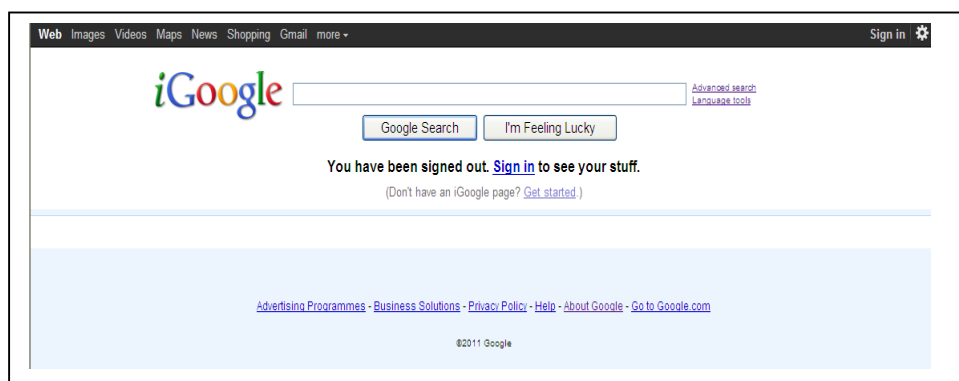 Web Images Videos Maps News Shopping Gmail more Sign in
iGoogle Advanced search
Language tools
Google Search I'm Feeling Lucky
You have been signed out. Sign in to see your stuff.
(Don't have an iGoogle page? Get started.)
Advertising Programmes - Business Solutions - Privacy Policy - Help - About Google - Go to Google.com
©2011 Google